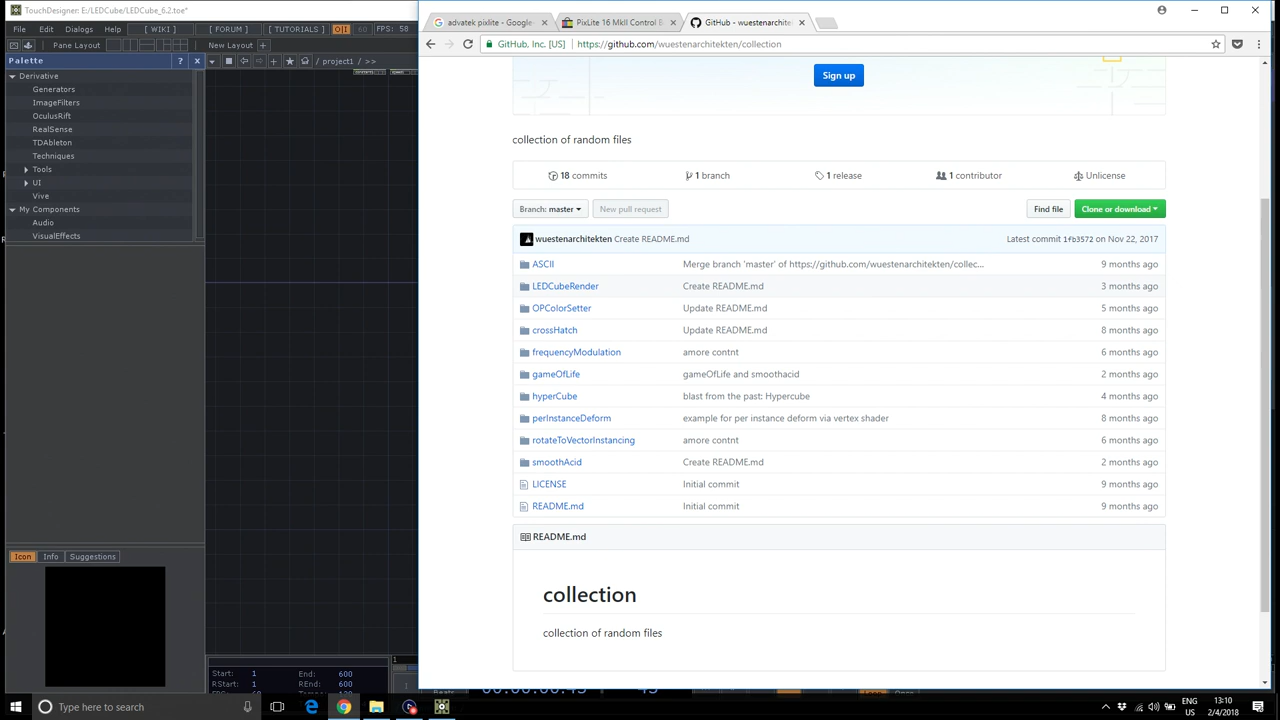 TouchDesigner: E:/LEDCube/LEDCube_6.2.toe*
File Edit Dialogs Help [ WIKI ] [ FORUM ] [ TUTORIALS ] O|I 60 FPS: 58
Pane Layout New Layout +
Palette ? x / project1 / >>
Derivative
Generators
ImageFilters
OculusRift
RealSense
TDAbleton
Techniques
Tools
UI
Vive
My Components
Audio
VisualEffects
Icon Info Suggestions
Start: 1 End: 600
RStart: 1 REnd: 600
1
advatek pixlite - Google
PixLite 16 MkII Control B
GitHub - wuestenarchitek
GitHub, Inc. [US] https://github.com/wuestenarchitekten/collection
Sign up
collection of random files
18 commits 1 branch 1 release 1 contributor Unlicense
Branch: master New pull request Find file Clone or download
wuestenarchitekten Create README.md Latest commit 1fb3572 on Nov 22, 2017
ASCII Merge branch 'master' of https://github.com/wuestenarchitekten/collec... 9 months ago
LEDCubeRender Create README.md 3 months ago
OPColorSetter Update README.md 5 months ago
crossHatch Update README.md 8 months ago
frequencyModulation amore contnt 6 months ago
gameOfLife gameOfLife and smoothacid 2 months ago
hyperCube blast from the past: Hypercube 4 months ago
perInstanceDeform example for per instance deform via vertex shader 8 months ago
rotateToVectorInstancing amore contnt 6 months ago
smoothAcid Create README.md 2 months ago
LICENSE Initial commit 9 months ago
README.md Initial commit 9 months ago
README.md
collection
collection of random files
Type here to search
ENG
US
13:10
2/4/2018